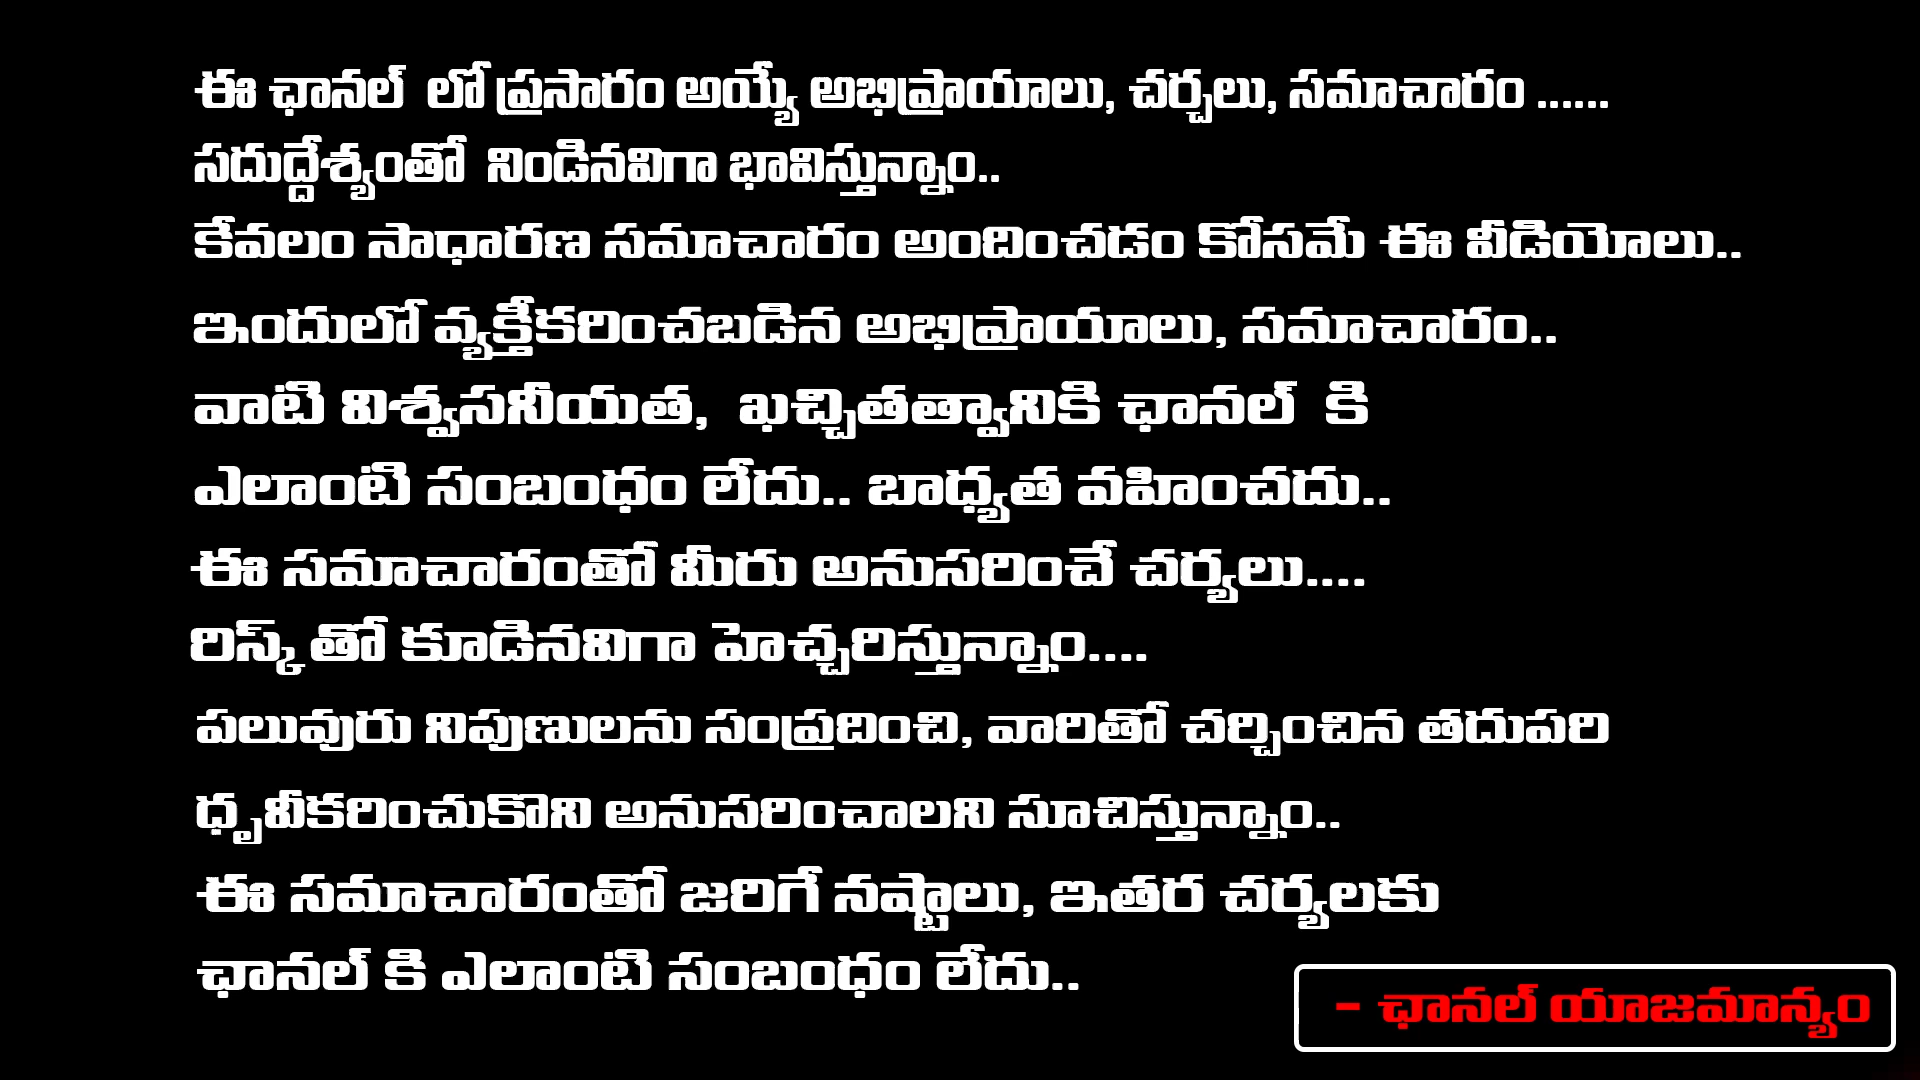 ఈ ఛానల్ లో ప్రసారం అయ్యే అభిప్రాయాలు, చర్చలు, సమాచారం ......
సదుద్దేశ్యంతో నిండినవిగా భావిస్తున్నాం..
కేవలం సాధారణ సమాచారం అందించడం కోసమే ఈ వీడియోలు..
ఇందులో వ్యక్తీకరించబడిన అభిప్రాయాలు, సమాచారం..
వాటి విశ్వసనీయత, ఖచ్చితత్వానికి ఛానల్ కి
ఎలాంటి సంబంధం లేదు.. బాధ్యత వహించదు..
ఈ సమాచారంతో మీరు అనుసరించే చర్యలు....
రిస్క్ తో కూడినవిగా హెచ్చరిస్తున్నాం....
పలువురు నిపుణులను సంప్రదించి, వారితో చర్చించిన తదుపరి
ధృవీకరించుకొని అనుసరించాలని సూచిస్తున్నాం..
ఈ సమాచారంతో జరిగే నష్టాలు, ఇతర చర్యలకు
ఛానల్ కి ఎలాంటి సంబంధం లేదు..
- ఛానల్ యాజమాన్యం